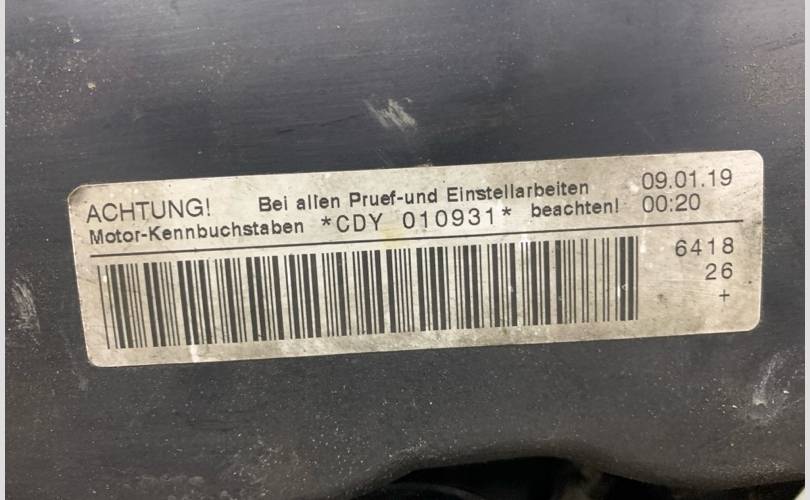 ACHTUNG! Bei allen Pruef-und Einstellarbeiten 09.01.19
Motor-Kennbuchstaben *CDY 010931* beachten! 00:20
6418
26
+